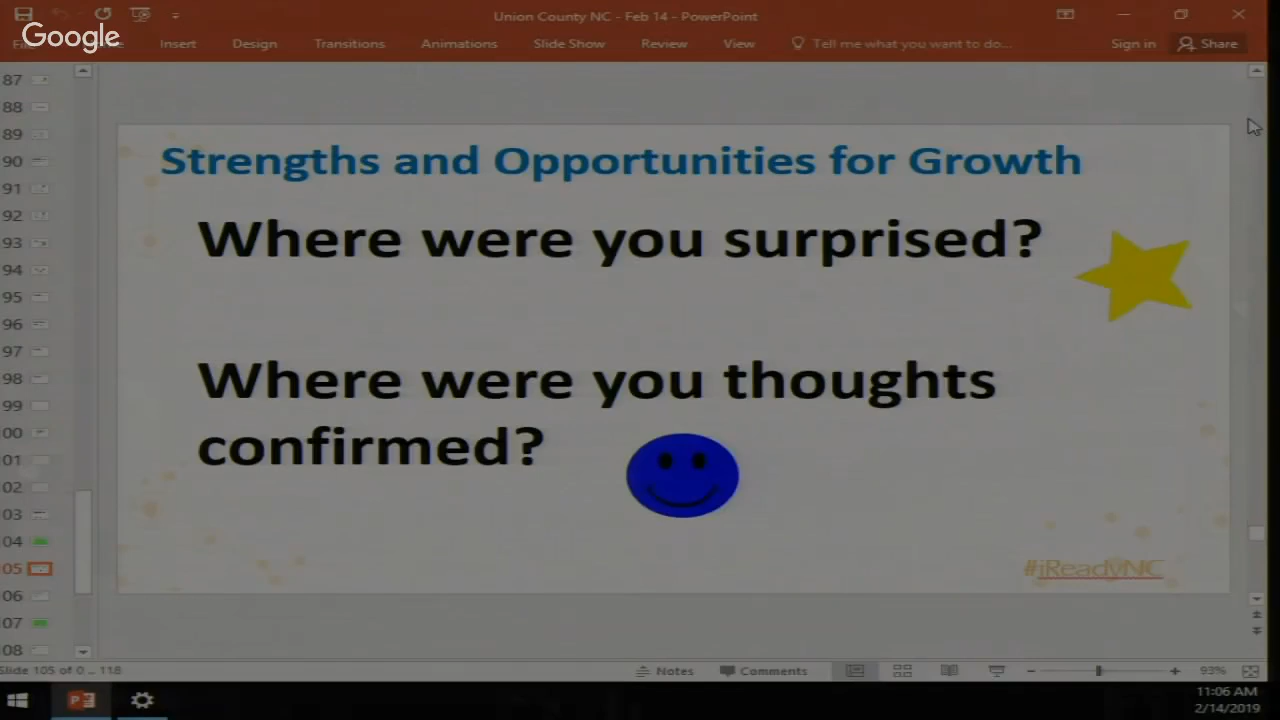 Google
Union County NC - Feb 14 - PowerPoint
Insert Design Transitions Animations Slide Show Review View Tell me what you want to do... Sign in Share
87
88
89
90
91
92
93
94
95
96
97
98
99
00
01
02
03
04
05
06
07
08
Strengths and Opportunities for Growth
Where were you surprised?
Where were you thoughts
confirmed?
#iReadyNC
Slide 105 of 0 .. 118 Notes Comments 93%
11:06 AM
2/14/2019